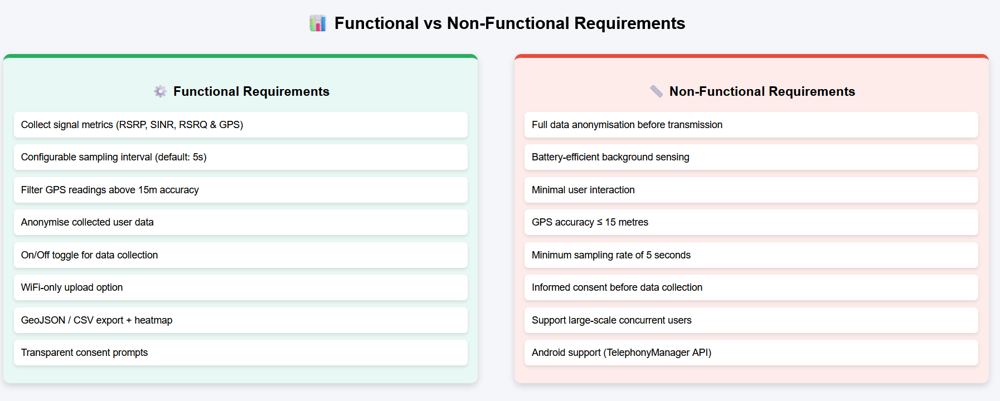 Functional vs Non-Functional Requirements
Functional Requirements
Collect signal metrics (RSRP, SINR, RSRQ & GPS)
Configurable sampling interval (default: 5s)
Filter GPS readings above 15m accuracy
Anonymise collected user data
On/Off toggle for data collection
WiFi-only upload option
GeoJSON / CSV export + heatmap
Transparent consent prompts
Non-Functional Requirements
Full data anonymisation before transmission
Battery-efficient background sensing
Minimal user interaction
GPS accuracy ≤ 15 metres
Minimum sampling rate of 5 seconds
Informed consent before data collection
Support large-scale concurrent users
Android support (TelephonyManager API)